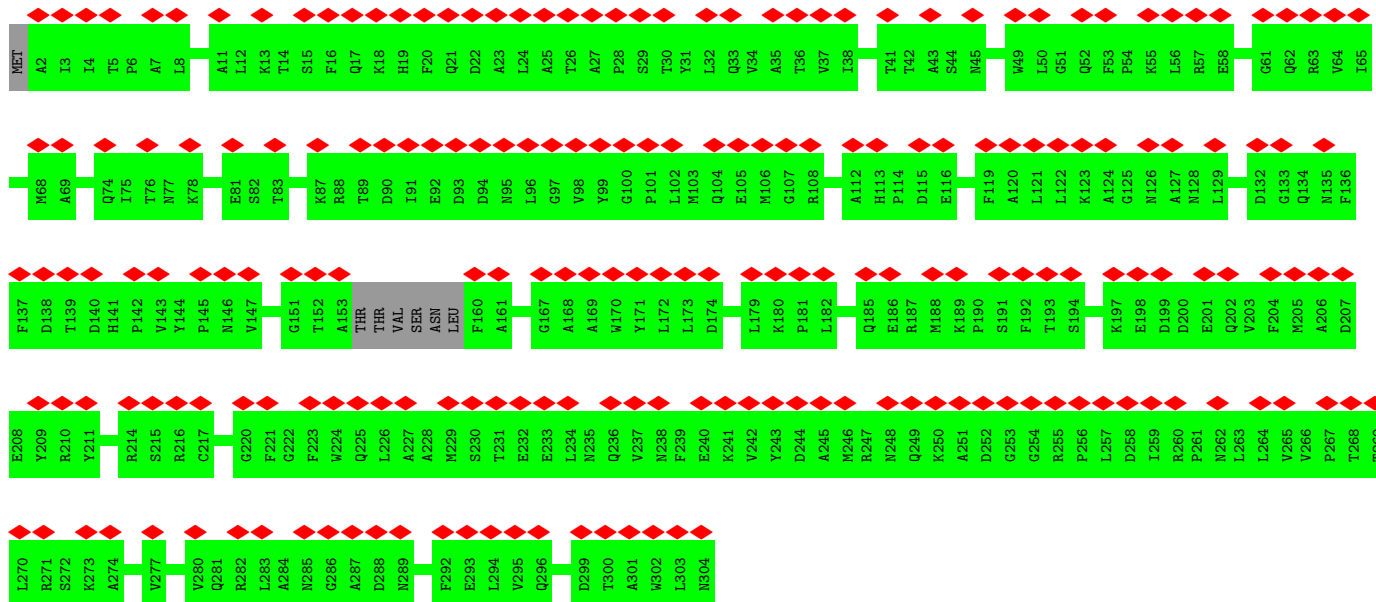 MET A2 I3 I4 T5 P6 A7 L8 A11 L12 K13 T14 S15 F16 Q17 K18 H19 F20 Q21 D22 A23 L24 A25 T26 A27 P28 S29 T30 Y31 L32 Q33 V34 A35 T36 V37 I38 T41 T42 A43 S44 N45 W49 L50 G51 Q52 F53 P54 K55 L56 R57 E58 G61 Q62 R63 V64 I65
M68 A69 Q74 I75 T76 N77 K78 E81 S82 T83 K87 R88 T89 D90 I91 E92 D93 D94 N95 L96 G97 V98 Y99 G100 P101 L102 M103 Q104 E105 M106 G107 R108 A112 H113 P114 D115 E116 F119 A120 L121 L122 K123 A124 G125 N126 A127 N128 L129 D132 G133 Q134 N135 F136
F137 D138 T139 D140 H141 P142 V143 Y144 P145 N146 V147 G151 T152 A153 THR THR VAL SER ASN LEU F160 A161 G167 A168 A169 W170 Y171 L172 L173 D174 L179 K180 P181 L182 Q185 E186 R187 M188 K189 P190 S191 F192 T193 S194 K197 E198 D199 D200 E201 Q202 V203 F204 M205 A206 D207
E208 Y209 R210 Y211 R214 S215 R216 C217 G220 F221 G222 F223 W224 Q225 L226 A227 A228 M229 S230 T231 E232 E233 L234 N235 Q236 V237 N238 F239 E240 K241 V242 Y243 D244 A245 M246 R247 N248 Q249 K250 A251 D252 G253 G254 R255 P256 L257 D258 I259 R260 P261 N262 L263 L264 V265 V266 P267 T268
L270 R271 S272 K273 A274 V277 V280 Q281 R282 L283 A284 N285 G286 A287 D288 N289 F292 E293 L294 V295 Q296 D299 T300 A301 W302 L303 N304